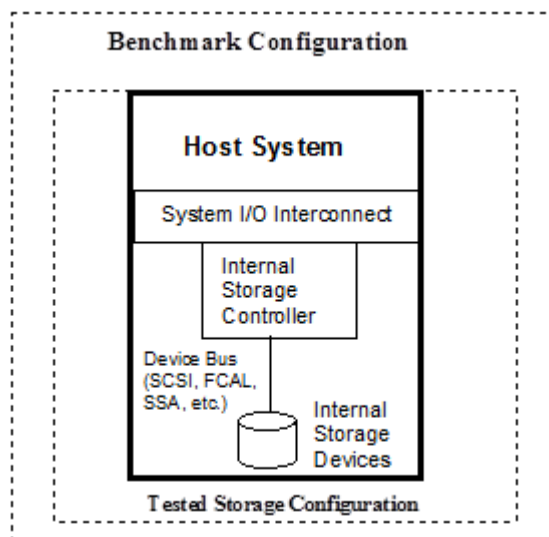 Benchmark Configuration
Host System
System I/O Interconnect
Internal
Storage
Controller
Device Bus
(SCSI, FCAL,
SSA, etc.)
Internal
Storage
Devices
Tested Storage Configuration